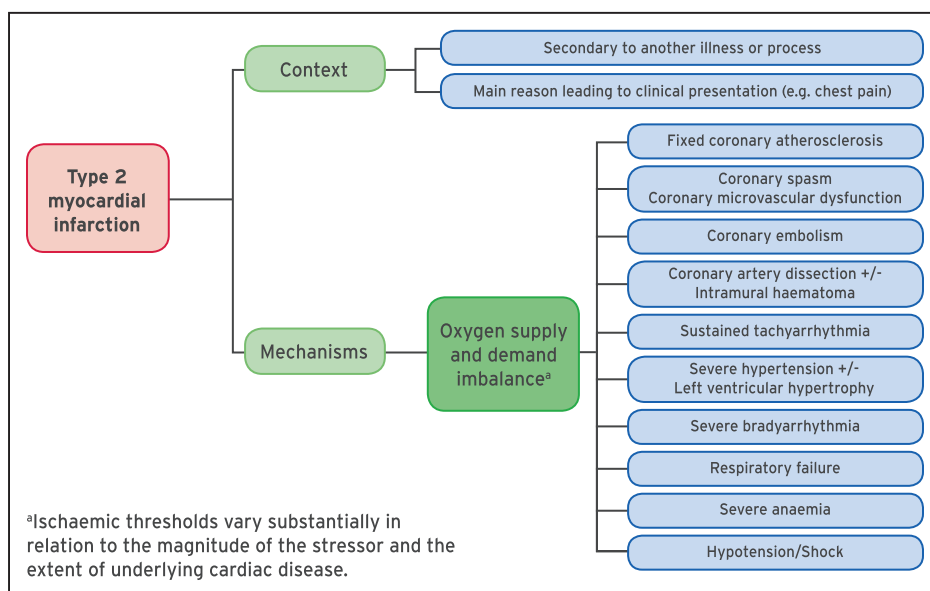 Type 2
myocardial
infarction
Context
Secondary to another illness or process
Main reason leading to clinical presentation (e.g. chest pain)
Mechanisms
Oxygen supply
and demand
imbalanceᵃ
Fixed coronary atherosclerosis
Coronary spasm
Coronary microvascular dysfunction
Coronary embolism
Coronary artery dissection +/-
Intramural haematoma
Sustained tachyarrhythmia
Severe hypertension +/-
Left ventricular hypertrophy
Severe bradyarrhythmia
Respiratory failure
Severe anaemia
Hypotension/Shock
ᵃIschaemic thresholds vary substantially in
relation to the magnitude of the stressor and the
extent of underlying cardiac disease.